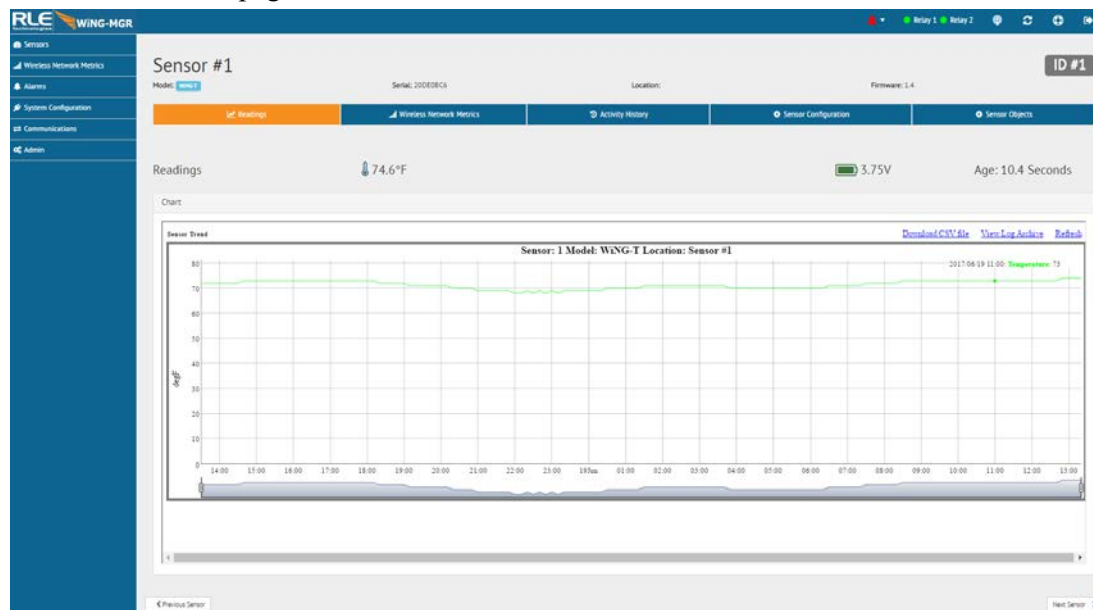 pag
RLE WiNG-MGR
Relay 1 Relay 2
Sensors
Wireless Network Metrics
Alarms
System Configuration
Communications
Admin
Sensor #1
ID #1
Model: WiNG-T Serial: Location: Firmware: 1.4
Readings Wireless Network Metrics Activity History Sensor Configuration Sensor Objects
Readings 74.6°F 3.75V Age: 10.4 Seconds
Chart
Sensor Trend Download CSV file View Log Archive Refresh
Sensor: 1 Model: WiNG-T Location: Sensor #1
2017/06/19 11:00: Temperature: 73
80
70
60
50
40
30
20
10
0
degF
14:00 15:00 16:00 17:00 18:00 19:00 20:00 21:00 22:00 23:00 19Jun 01:00 02:00 03:00 04:00 05:00 06:00 07:00 08:00 09:00 10:00 11:00 12:00 13:00
Previous Sensor Next Sensor